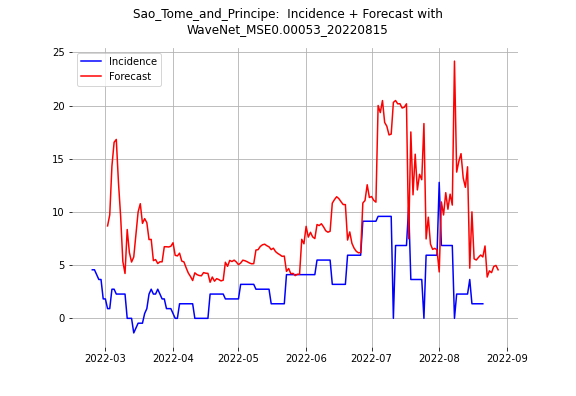 Sao_Tome_and_Principe:  Incidence + Forecast with
WaveNet_MSE0.00053_20220815
Incidence
Forecast
25
20
15
10
5
0
2022-03 2022-04 2022-05 2022-06 2022-07 2022-08 2022-09